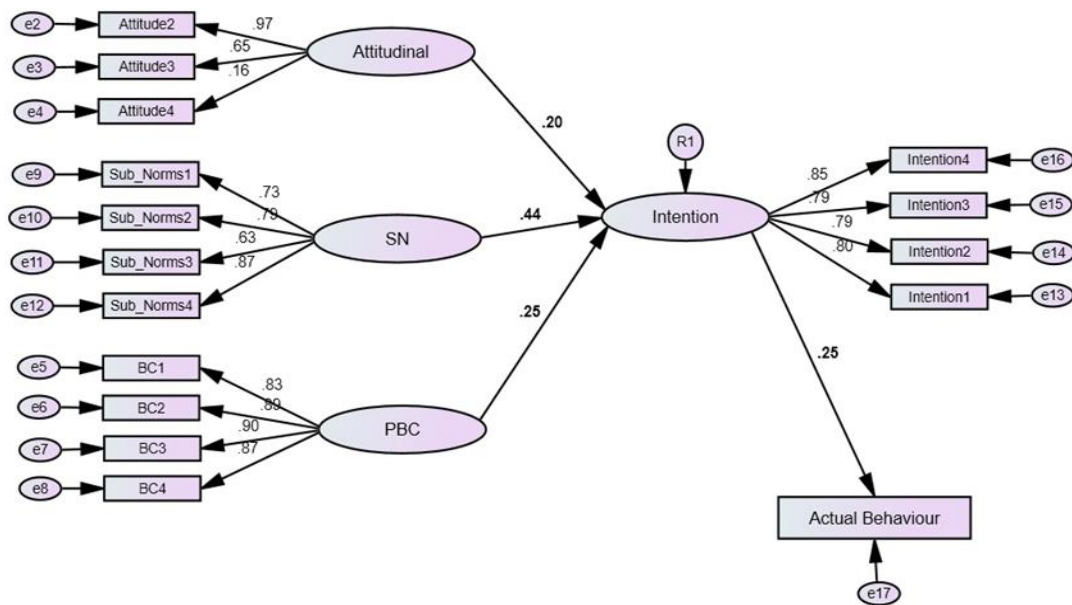 e2
Attitude2
.97
Attitudinal
e3
Attitude3
.65
e4
Attitude4
.16
.20
R1
e9
Sub_Norms1
.73
e10
Sub_Norms2
.79
SN
.44
Intention
e11
Sub_Norms3
.63
e12
Sub_Norms4
.87
.85
Intention4
e16
.79
Intention3
e15
.79
Intention2
e14
.80
Intention1
e13
e5
BC1
.83
.25
e6
BC2
.89
PBC
e7
BC3
.90
e8
BC4
.87
.25
Actual Behaviour
e17